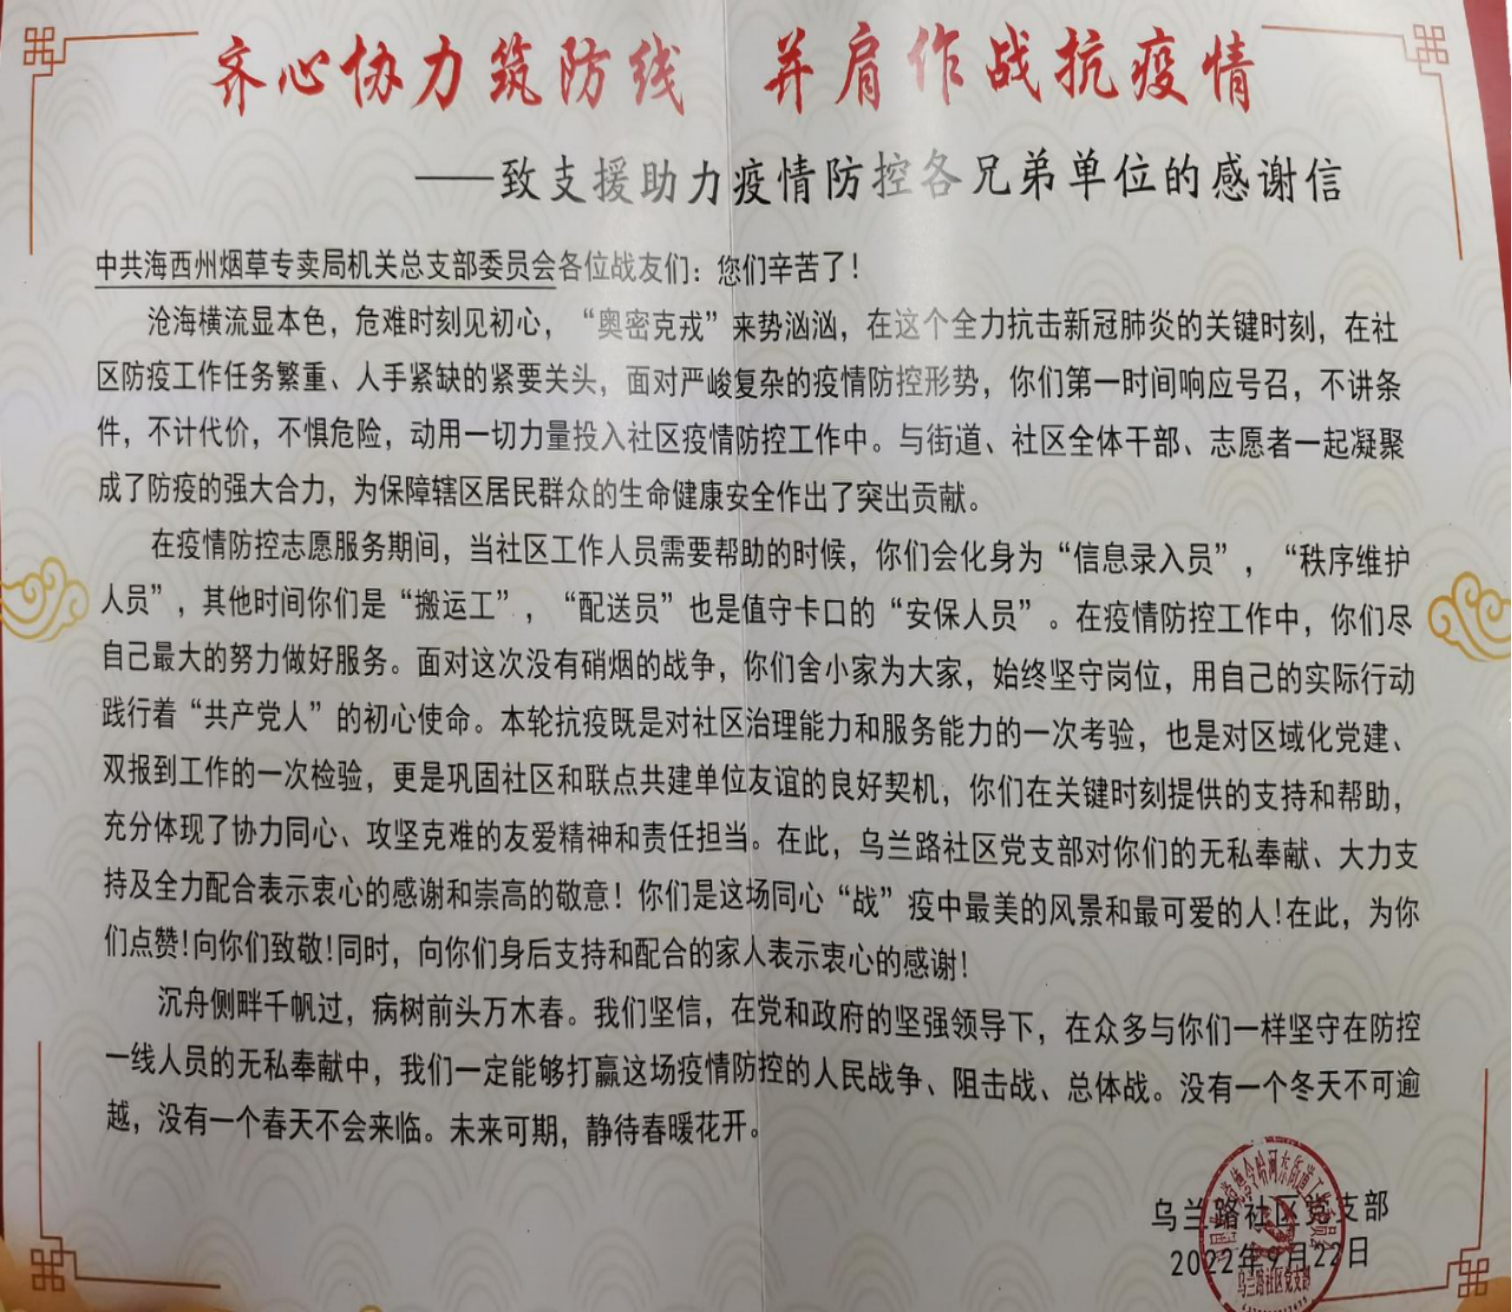 齐心协力筑防线 并肩作战抗疫情
——致支援助力疫情防控各兄弟单位的感谢信
中共海西州烟草专卖局机关总支部委员会各位战友们：您们辛苦了！
沧海横流显本色，危难时刻见初心，“奥密克戎”来势汹汹，在这个全力抗击新冠肺炎的关键时刻，在社
区防疫工作任务繁重、人手紧缺的紧要关头，面对严峻复杂的疫情防控形势，你们第一时间响应号召，不讲条
件，不计代价，不惧危险，动用一切力量投入社区疫情防控工作中。与街道、社区全体干部、志愿者一起凝聚
成了防疫的强大合力，为保障辖区居民群众的生命健康安全作出了突出贡献。
在疫情防控志愿服务期间，当社区工作人员需要帮助的时候，你们会化身为“信息录入员”，“秩序维护
人员”，其他时间你们是“搬运工”，“配送员”也是值守卡口的“安保人员”。在疫情防控工作中，你们尽
自己最大的努力做好服务。面对这次没有硝烟的战争，你们舍小家为大家，始终坚守岗位，用自己的实际行动
践行着“共产党人”的初心使命。本轮抗疫既是对社区治理能力和服务能力的一次考验，也是对区域化党建、
双报到工作的一次检验，更是巩固社区和联点共建单位友谊的良好契机，你们在关键时刻提供的支持和帮助，
充分体现了协力同心、攻坚克难的友爱精神和责任担当。在此，乌兰路社区党支部对你们的无私奉献、大力支
持及全力配合表示衷心的感谢和崇高的敬意！你们是这场同心“战”疫中最美的风景和最可爱的人！在此，为你
们点赞！向你们致敬！同时，向你们身后支持和配合的家人表示衷心的感谢！
沉舟侧畔千帆过，病树前头万木春。我们坚信，在党和政府的坚强领导下，在众多与你们一样坚守在防控
一线人员的无私奉献中，我们一定能够打赢这场疫情防控的人民战争、阻击战、总体战。没有一个冬天不可逾
越，没有一个春天不会来临。未来可期，静待春暖花开。
乌兰路社区党支部
2022年9月22日
乌兰路社区党支部